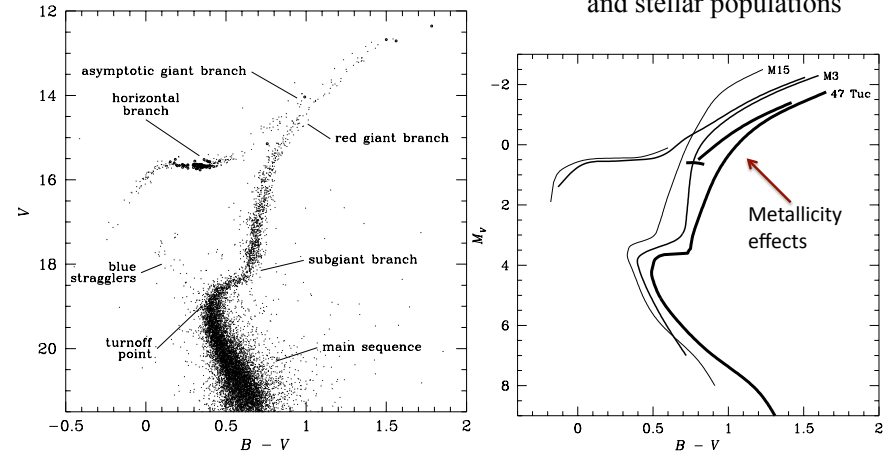 and stellar populations
12
14
16
18
20
V
−0.5
0
0.5
1
1.5
2
B − V
asymptotic giant branch
horizontal
branch
red giant branch
subgiant branch
blue
stragglers
turnoff
point
main sequence
−2
0
2
4
6
8
M_V
0
0.5
1
1.5
2
B − V
M15
M3
47 Tuc
Metallicity
effects